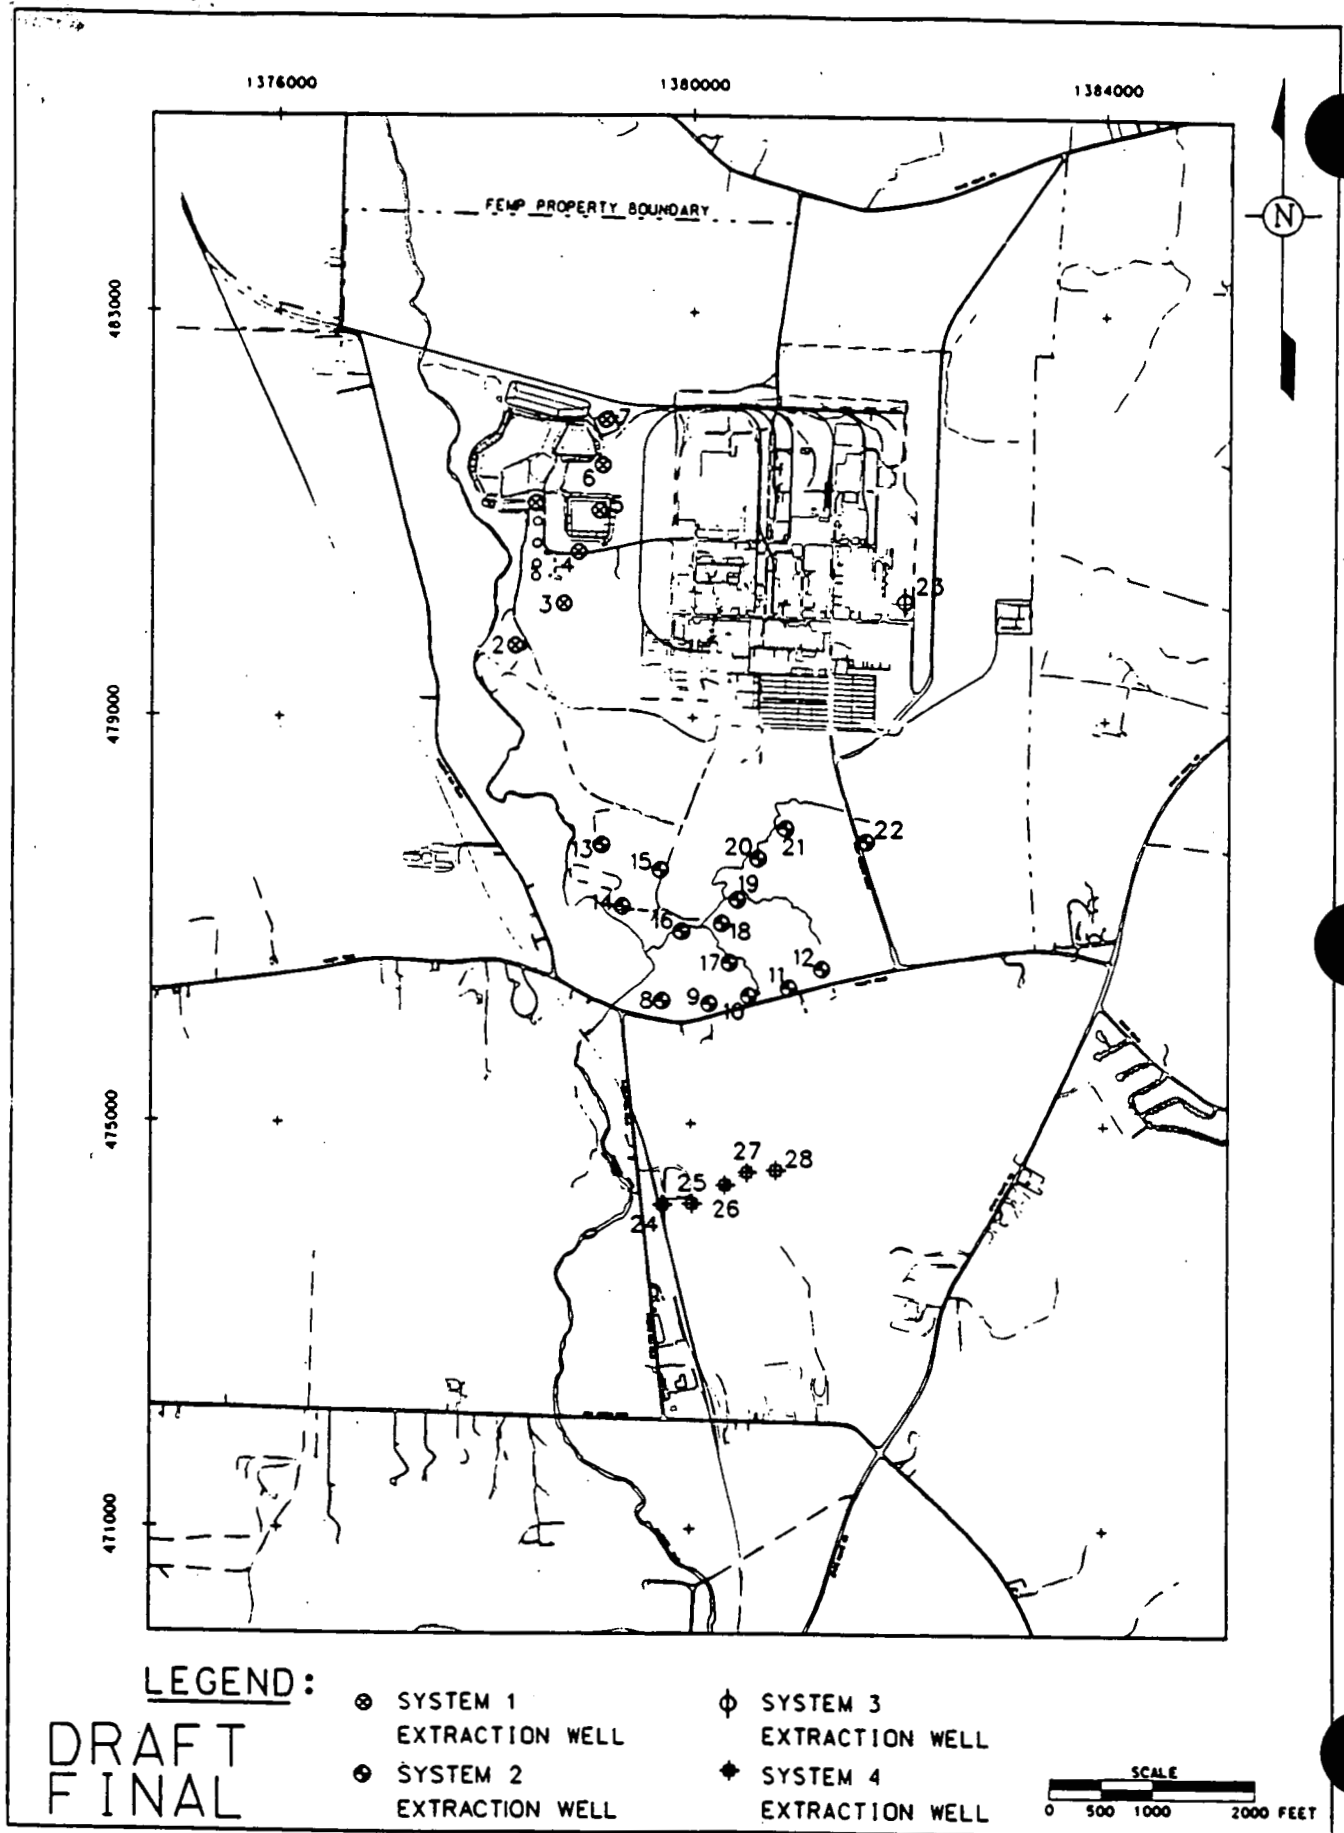 1376000 1380000 1384000
FEMP PROPERTY BOUNDARY
N
483000
7
6
5
4
3
23
2
479000
13
15
20
21
22
14
19
16
18
17
12
11
8
9
10
475000
27
28
25
26
24
471000
LEGEND:
DRAFT
FINAL
SYSTEM 1
EXTRACTION WELL
SYSTEM 2
EXTRACTION WELL
SYSTEM 3
EXTRACTION WELL
SYSTEM 4
EXTRACTION WELL
SCALE
0 500 1000 2000 FEET